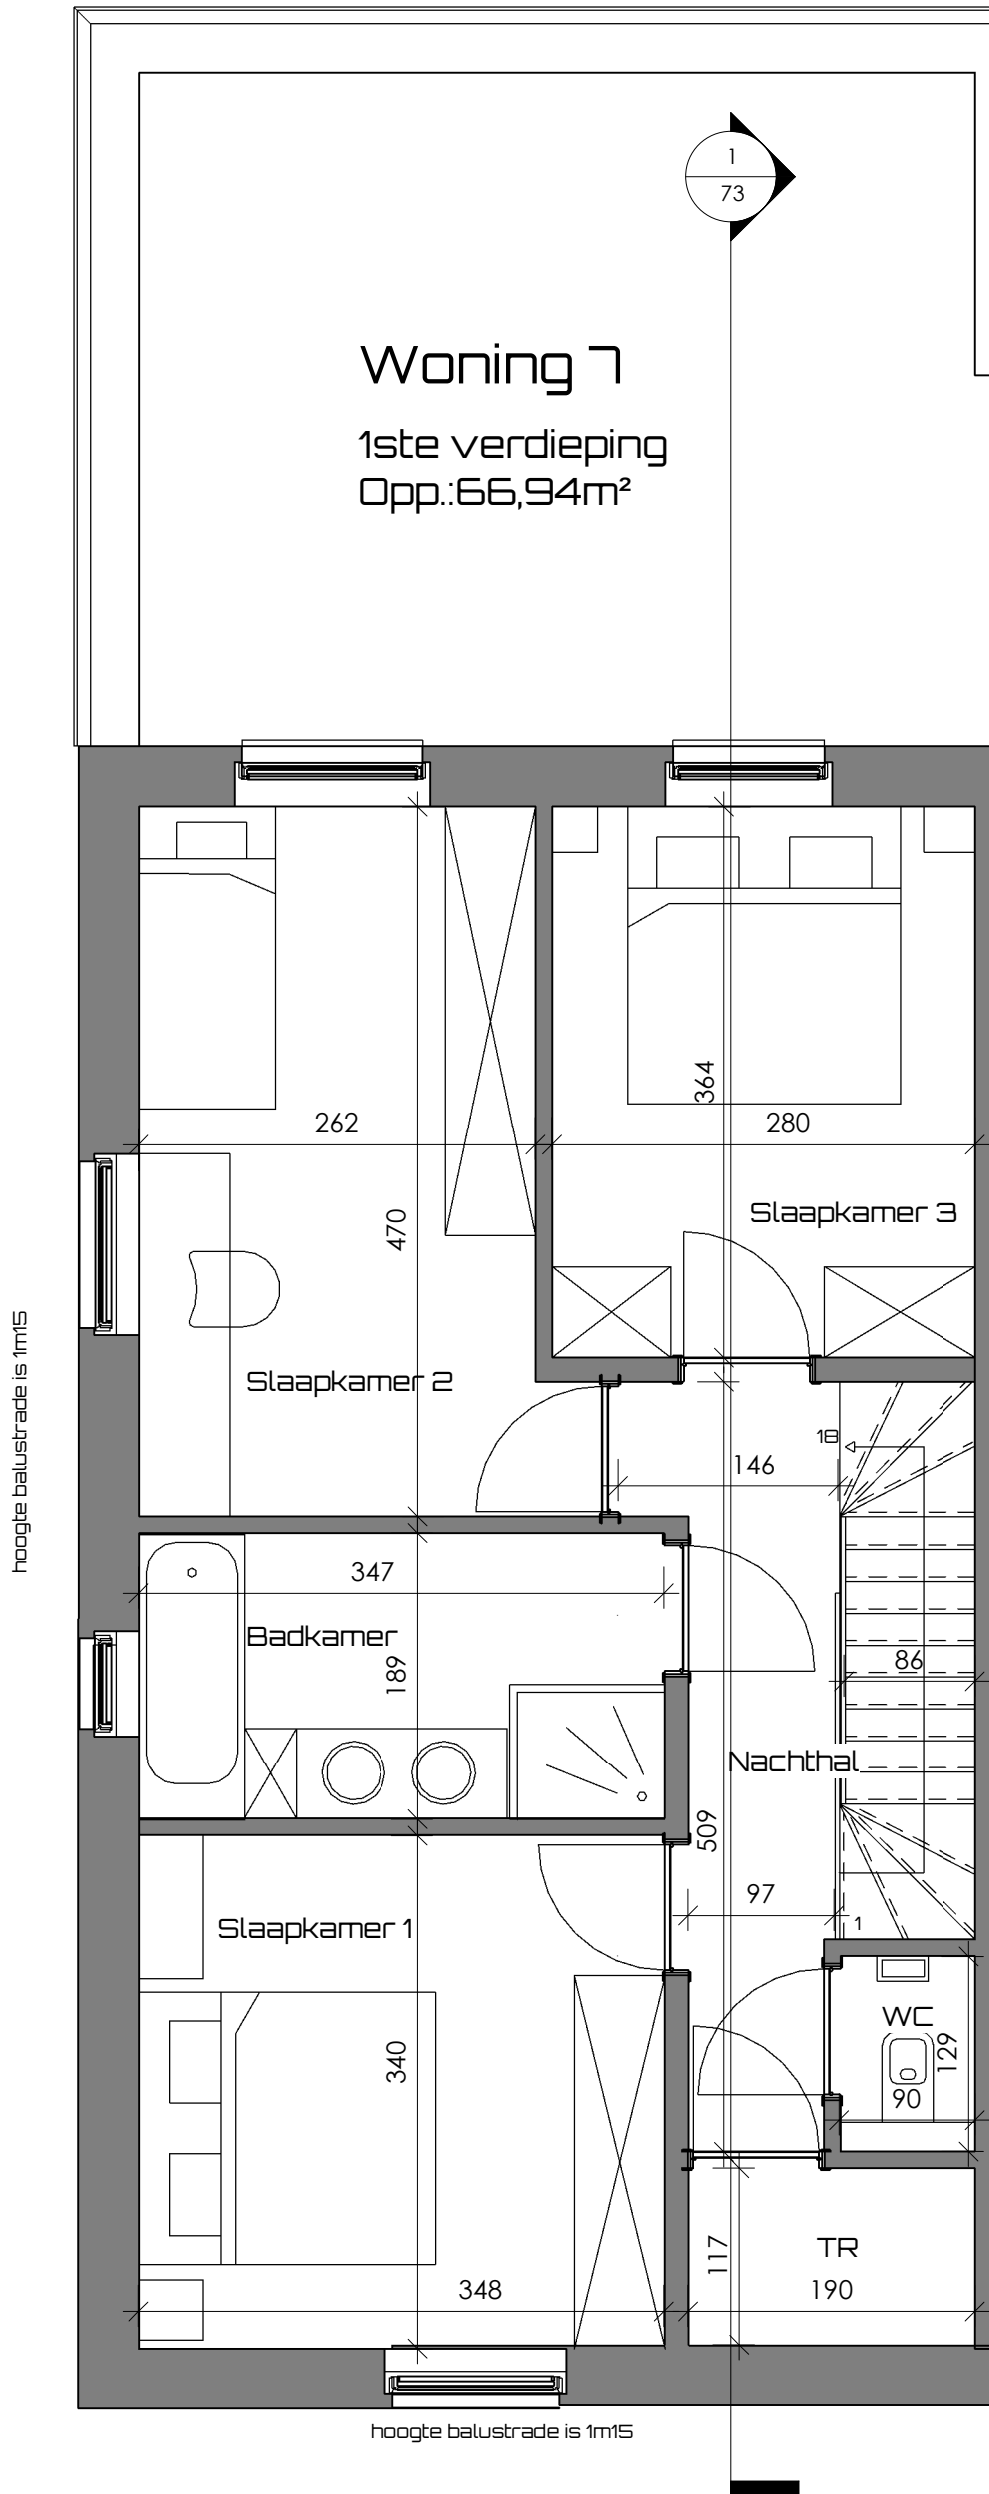 1
73
Woning 7
1ste verdieping
Opp.:66,94m²
364
262
280
Slaapkamer 3
470
hoogte balustrade is 1m15
Slaapkamer 2
18
146
347
Badkamer
189
86
Nachthal
509
97
1
Slaapkamer 1
WC
129
340
90
TR
117
348
190
hoogte balustrade is 1m15